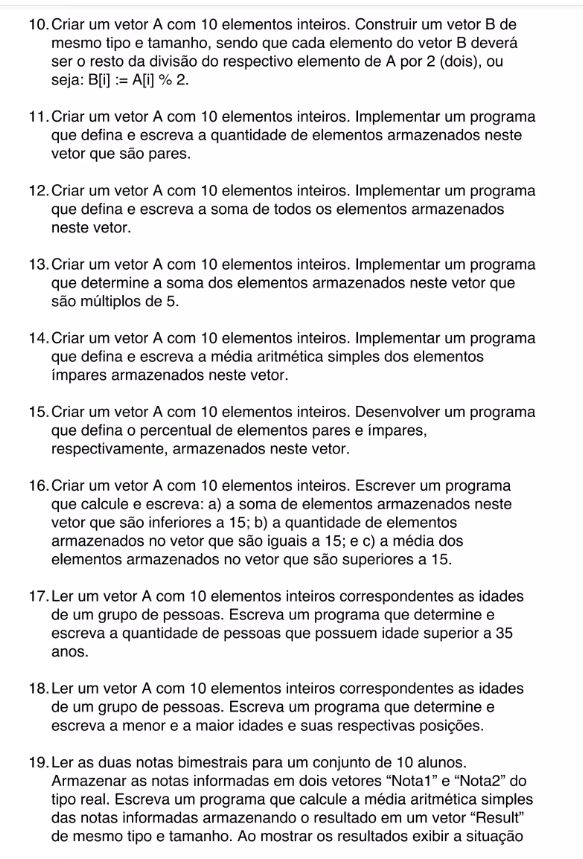 10. Criar um vetor A com 10 elementos inteiros. Construir um vetor B de
mesmo tipo e tamanho, sendo que cada elemento do vetor B deverá
ser o resto da divisão do respectivo elemento de A por 2 (dois), ou
seja: B[i] := A[i] % 2.
11. Criar um vetor A com 10 elementos inteiros. Implementar um programa
que defina e escreva a quantidade de elementos armazenados neste
vetor que são pares.
12. Criar um vetor A com 10 elementos inteiros. Implementar um programa
que defina e escreva a soma de todos os elementos armazenados
neste vetor.
13. Criar um vetor A com 10 elementos inteiros. Implementar um programa
que determine a soma dos elementos armazenados neste vetor que
são múltiplos de 5.
14. Criar um vetor A com 10 elementos inteiros. Implementar um programa
que defina e escreva a média aritmética simples dos elementos
ímpares armazenados neste vetor.
15. Criar um vetor A com 10 elementos inteiros. Desenvolver um programa
que defina o percentual de elementos pares e ímpares,
respectivamente, armazenados neste vetor.
16. Criar um vetor A com 10 elementos inteiros. Escrever um programa
que calcule e escreva: a) a soma de elementos armazenados neste
vetor que são inferiores a 15; b) a quantidade de elementos
armazenados no vetor que são iguais a 15; e c) a média dos
elementos armazenados no vetor que são superiores a 15.
17. Ler um vetor A com 10 elementos inteiros correspondentes as idades
de um grupo de pessoas. Escreva um programa que determine e
escreva a quantidade de pessoas que possuem idade superior a 35
anos.
18. Ler um vetor A com 10 elementos inteiros correspondentes as idades
de um grupo de pessoas. Escreva um programa que determine e
escreva a menor e a maior idades e suas respectivas posições.
19. Ler as duas notas bimestrais para um conjunto de 10 alunos.
Armazenar as notas informadas em dois vetores “Nota1” e “Nota2” do
tipo real. Escreva um programa que calcule a média aritmética simples
das notas informadas armazenando o resultado em um vetor “Result”
de mesmo tipo e tamanho. Ao mostrar os resultados exibir a situação